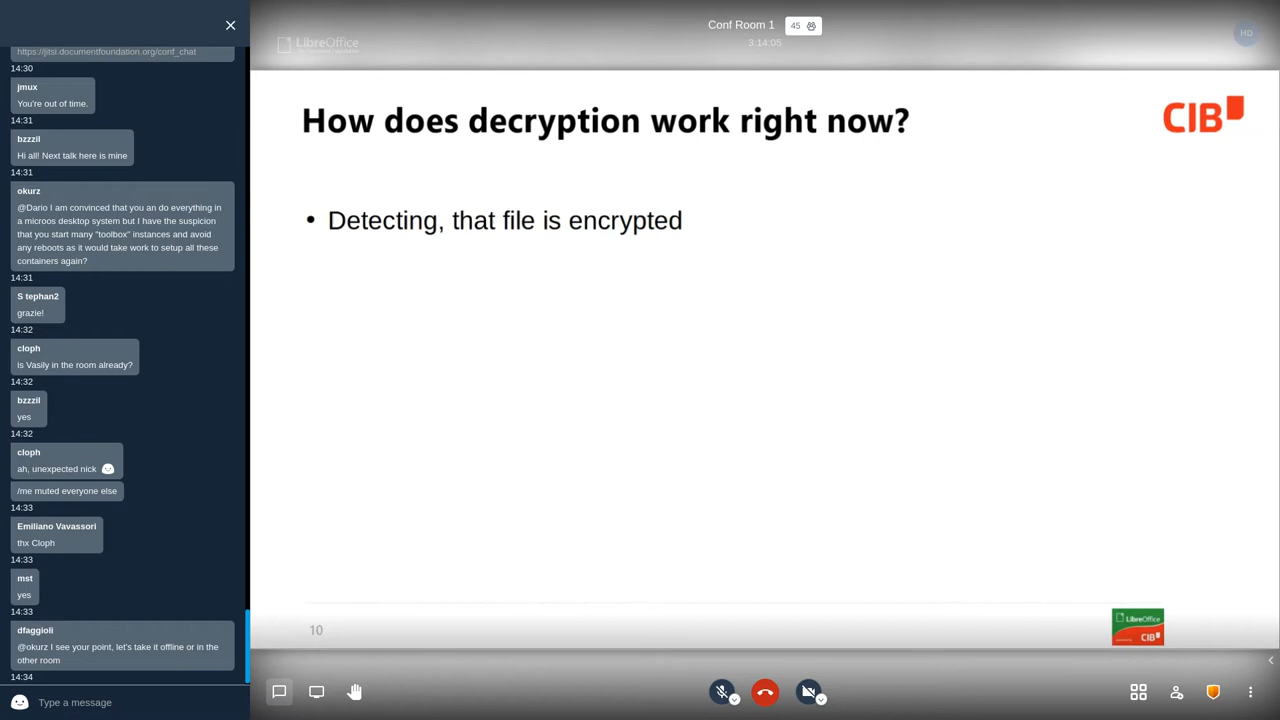 https://jitsi.documentfoundation.org/conf_chat
14:30
jmux
You're out of time.
14:31
bzzzil
Hi all! Next talk here is mine
14:31
okurz
@Dario I am convinced that you an do everything in
a microos desktop system but I have the suspicion
that you start many "toolbox" instances and avoid
any reboots as it would take work to setup all these
containers again?
14:31
S tephan2
grazie!
14:32
cloph
is Vasily in the room already?
14:32
bzzzil
yes
14:32
cloph
ah, unexpected nick
/me muted everyone else
14:33
Emiliano Vavassori
thx Cloph
14:33
mst
yes
14:33
dfaggioli
@okurz I see your point, let's take it offline or in the
other room
14:34
Type a message
Conf Room 1
45
3:14:05
LibreOffice
HD
How does decryption work right now?
CIB
• Detecting, that file is encrypted
10
LibreOffice
CIB